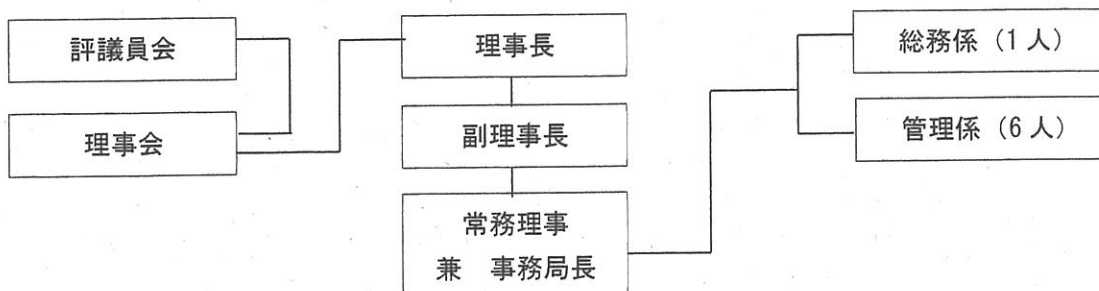 評議員会
理事会
理事長
副理事長
常務理事
兼　事務局長
総務係（1人）
管理係（6人）